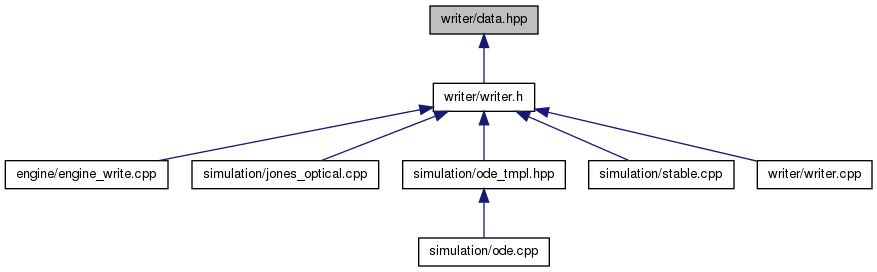 writer/data.hpp
writer/writer.h
engine/engine_write.cpp
simulation/jones_optical.cpp
simulation/ode_tmpl.hpp
simulation/stable.cpp
writer/writer.cpp
simulation/ode.cpp